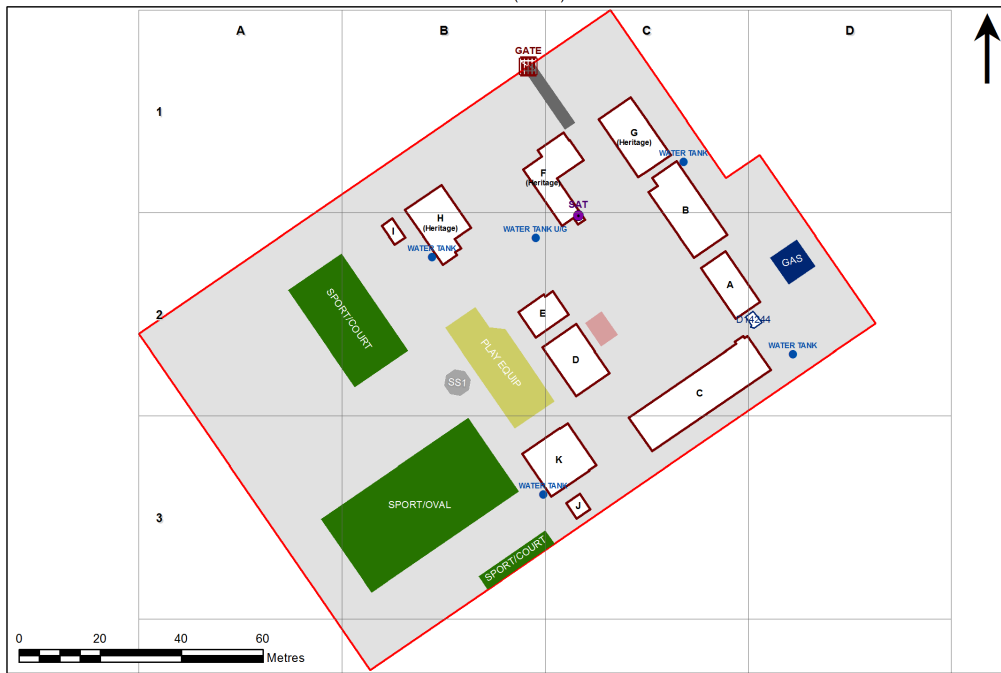 A
B
C
D
GATE
1
G
(Heritage)
WATER TANK
F
(Heritage)
SAT
B
H
(Heritage)
I
WATER TANK U/G
WATER TANK
GAS
A
SPORT/COURT
2
E
D14244
PLAY EQUIP
WATER TANK
D
SS1
C
K
WATER TANK
SPORT/OVAL
J
3
SPORT/COURT
0 20 40 60
Metres